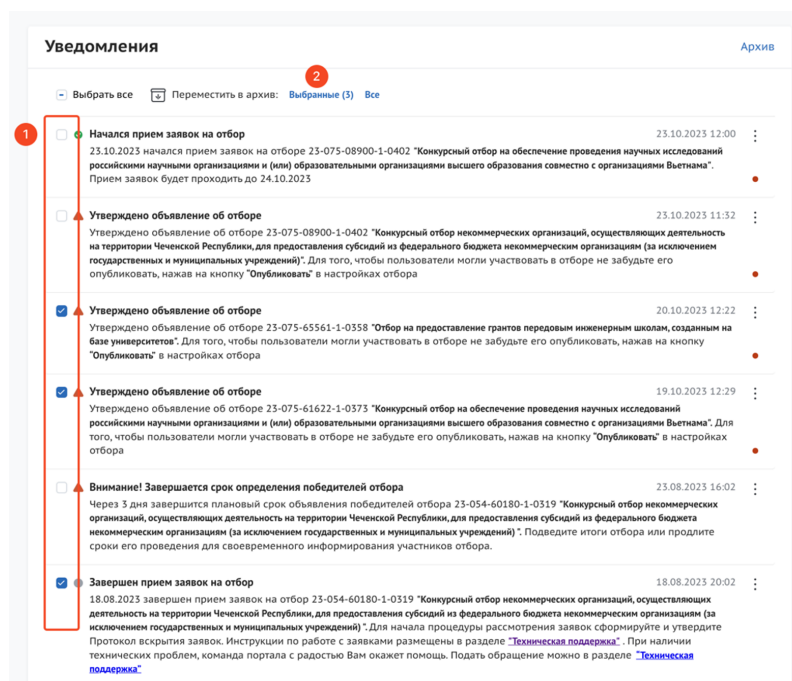 Уведомления
Архив
2
Выбрать все Переместить в архив: Выбранные (3) Все
1
Начался прием заявок на отбор 23.10.2023 12:00
23.10.2023 начался прием заявок на отборе 23-075-08900-1-0402 "Конкурсный отбор на обеспечение проведения научных исследований
российскими научными организациями и (или) образовательными организациями высшего образования совместно с организациями Вьетнама".
Прием заявок будет проходить до 24.10.2023
Утверждено объявление об отборе 23.10.2023 11:32
Утверждено объявление об отборе 23-075-08900-1-0402 "Конкурсный отбор некоммерческих организаций, осуществляющих деятельность
на территории Чеченской Республики, для предоставления субсидий из федерального бюджета некоммерческим организациям (за исключением
государственных и муниципальных учреждений)". Для того, чтобы пользователи могли участвовать в отборе не забудьте его
опубликовать, нажав на кнопку "Опубликовать" в настройках отбора
Утверждено объявление об отборе 20.10.2023 12:22
Утверждено объявление об отборе 23-075-65561-1-0358 "Отбор на предоставление грантов передовым инженерным школам, созданным на
базе университетов". Для того, чтобы пользователи могли участвовать в отборе не забудьте его опубликовать, нажав на кнопку
"Опубликовать" в настройках отбора
Утверждено объявление об отборе 19.10.2023 12:29
Утверждено объявление об отборе 23-075-61622-1-0373 "Конкурсный отбор на обеспечение проведения научных исследований
российскими научными организациями и (или) образовательными организациями высшего образования совместно с организациями Вьетнама". Для
того, чтобы пользователи могли участвовать в отборе не забудьте его опубликовать, нажав на кнопку "Опубликовать" в настройках
отбора
Внимание! Завершается срок определения победителей отбора 23.08.2023 16:02
Через 3 дня завершится плановый срок объявления победителей отбора 23-054-60180-1-0319 "Конкурсный отбор некоммерческих
организаций, осуществляющих деятельность на территории Чеченской Республики, для предоставления субсидий из федерального бюджета
некоммерческим организациям (за исключением государственных и муниципальных учреждений) ". Подведите итоги отбора или продлите
сроки его проведения для своевременного информирования участников отбора.
Завершен прием заявок на отбор 18.08.2023 20:02
18.08.2023 завершен прием заявок на отбор 23-054-60180-1-0319 "Конкурсный отбор некоммерческих организаций, осуществляющих
деятельность на территории Чеченской Республики, для предоставления субсидий из федерального бюджета некоммерческим организациям (за
исключением государственных и муниципальных учреждений) ". Для начала процедуры рассмотрения заявок сформируйте и утвердите
Протокол вскрытия заявок. Инструкции по работе с заявками размещены в разделе "Техническая поддержка" . При наличии
технических проблем, команда портала с радостью Вам окажет помощь. Подать обращение можно в разделе "Техническая
поддержка"